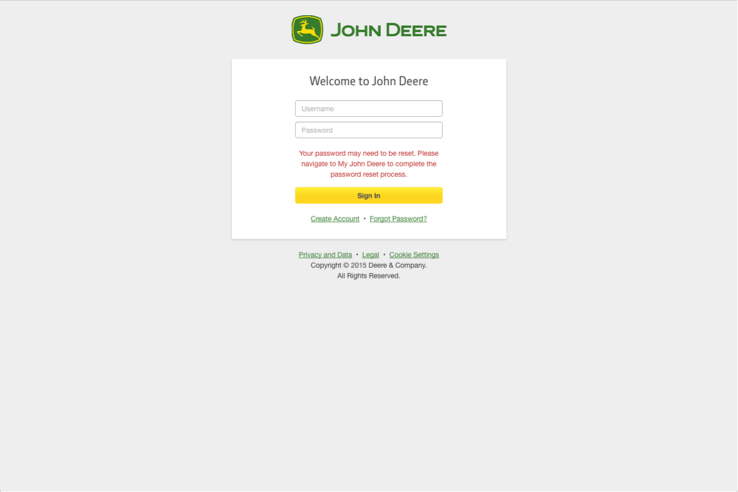 JOHN DEERE
Welcome to John Deere
Username
Password
Your password may need to be reset. Please
navigate to My John Deere to complete the
password reset process.
Sign In
Create Account • Forgot Password?
Privacy and Data • Legal • Cookie Settings
Copyright © 2015 Deere & Company.
All Rights Reserved.